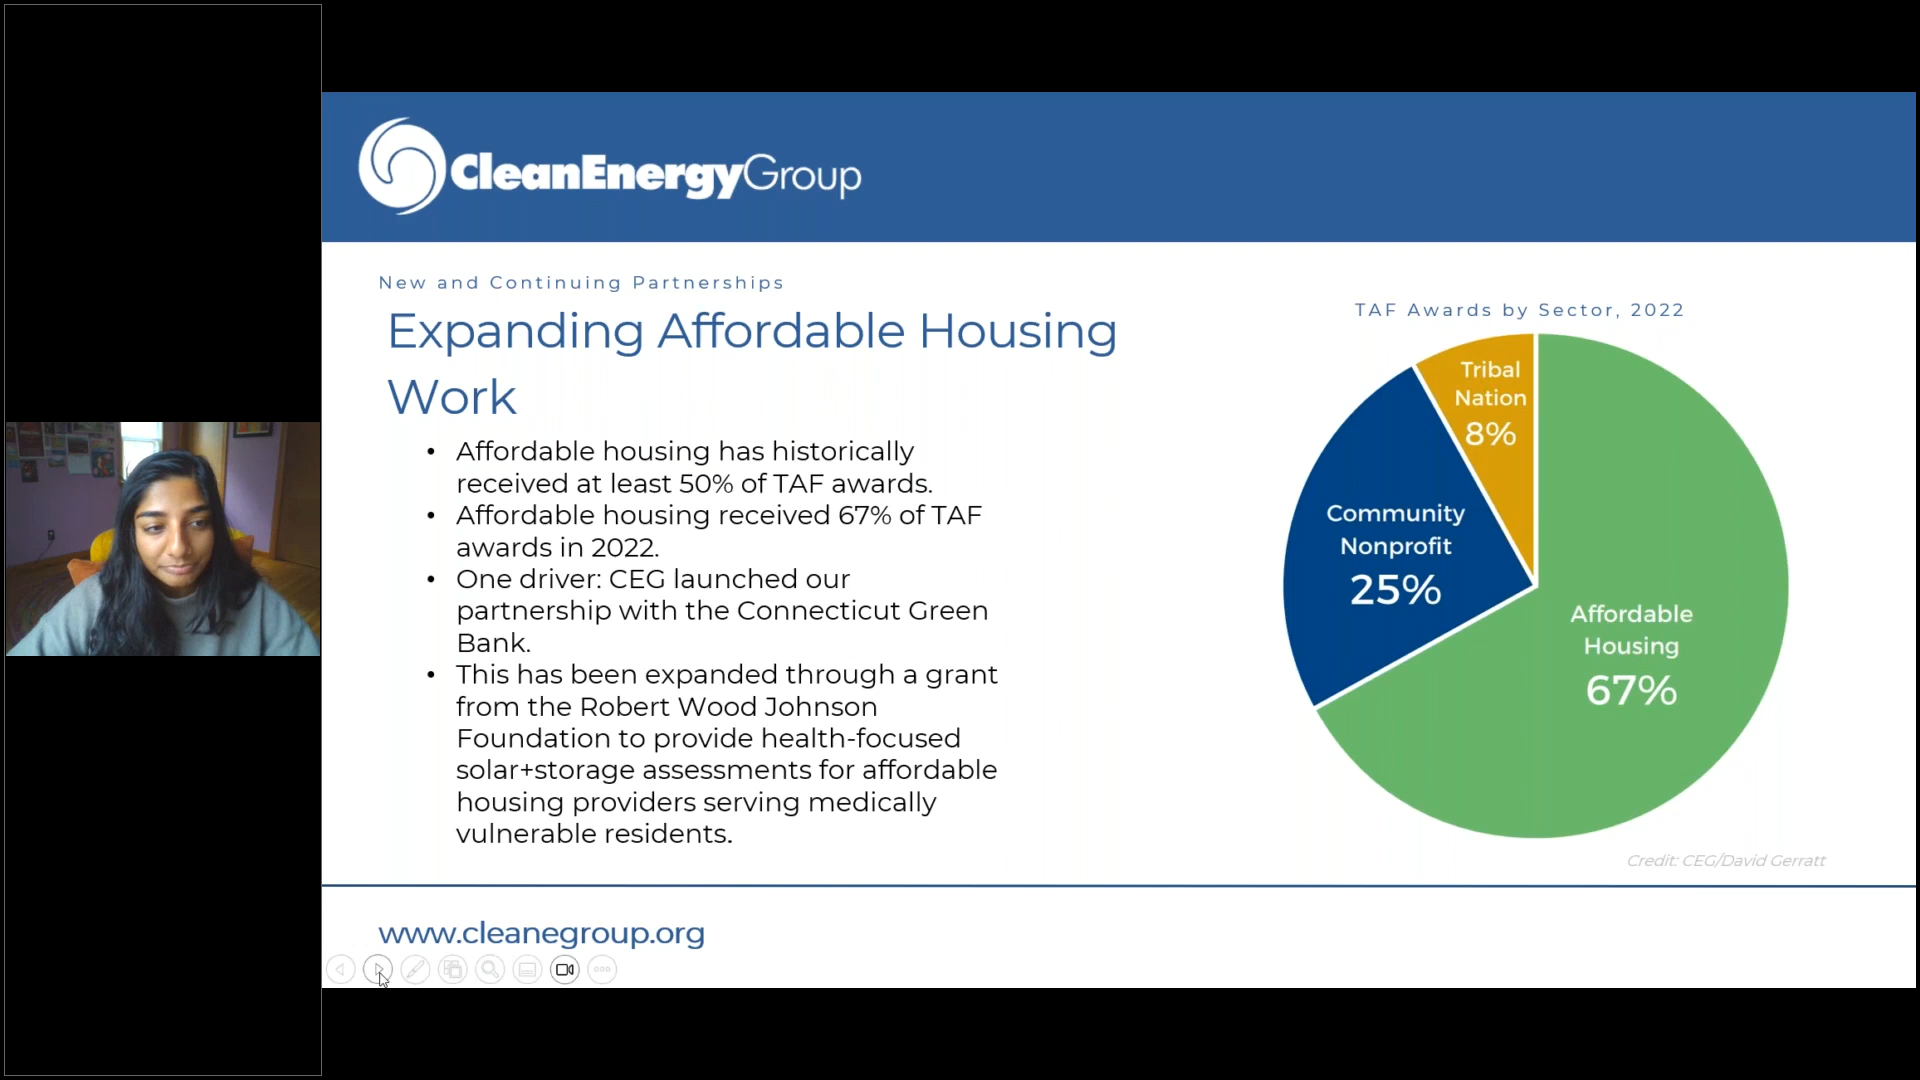 CleanEnergyGroup
New and Continuing Partnerships
Expanding Affordable Housing
Work
• Affordable housing has historically
received at least 50% of TAF awards.
• Affordable housing received 67% of TAF
awards in 2022.
• One driver: CEG launched our
partnership with the Connecticut Green
Bank.
• This has been expanded through a grant
from the Robert Wood Johnson
Foundation to provide health-focused
solar+storage assessments for affordable
housing providers serving medically
vulnerable residents.
TAF Awards by Sector, 2022
Tribal
Nation
8%
Community
Nonprofit
25%
Affordable
Housing
67%
Credit: CEG/David Gerratt
www.cleanegroup.org